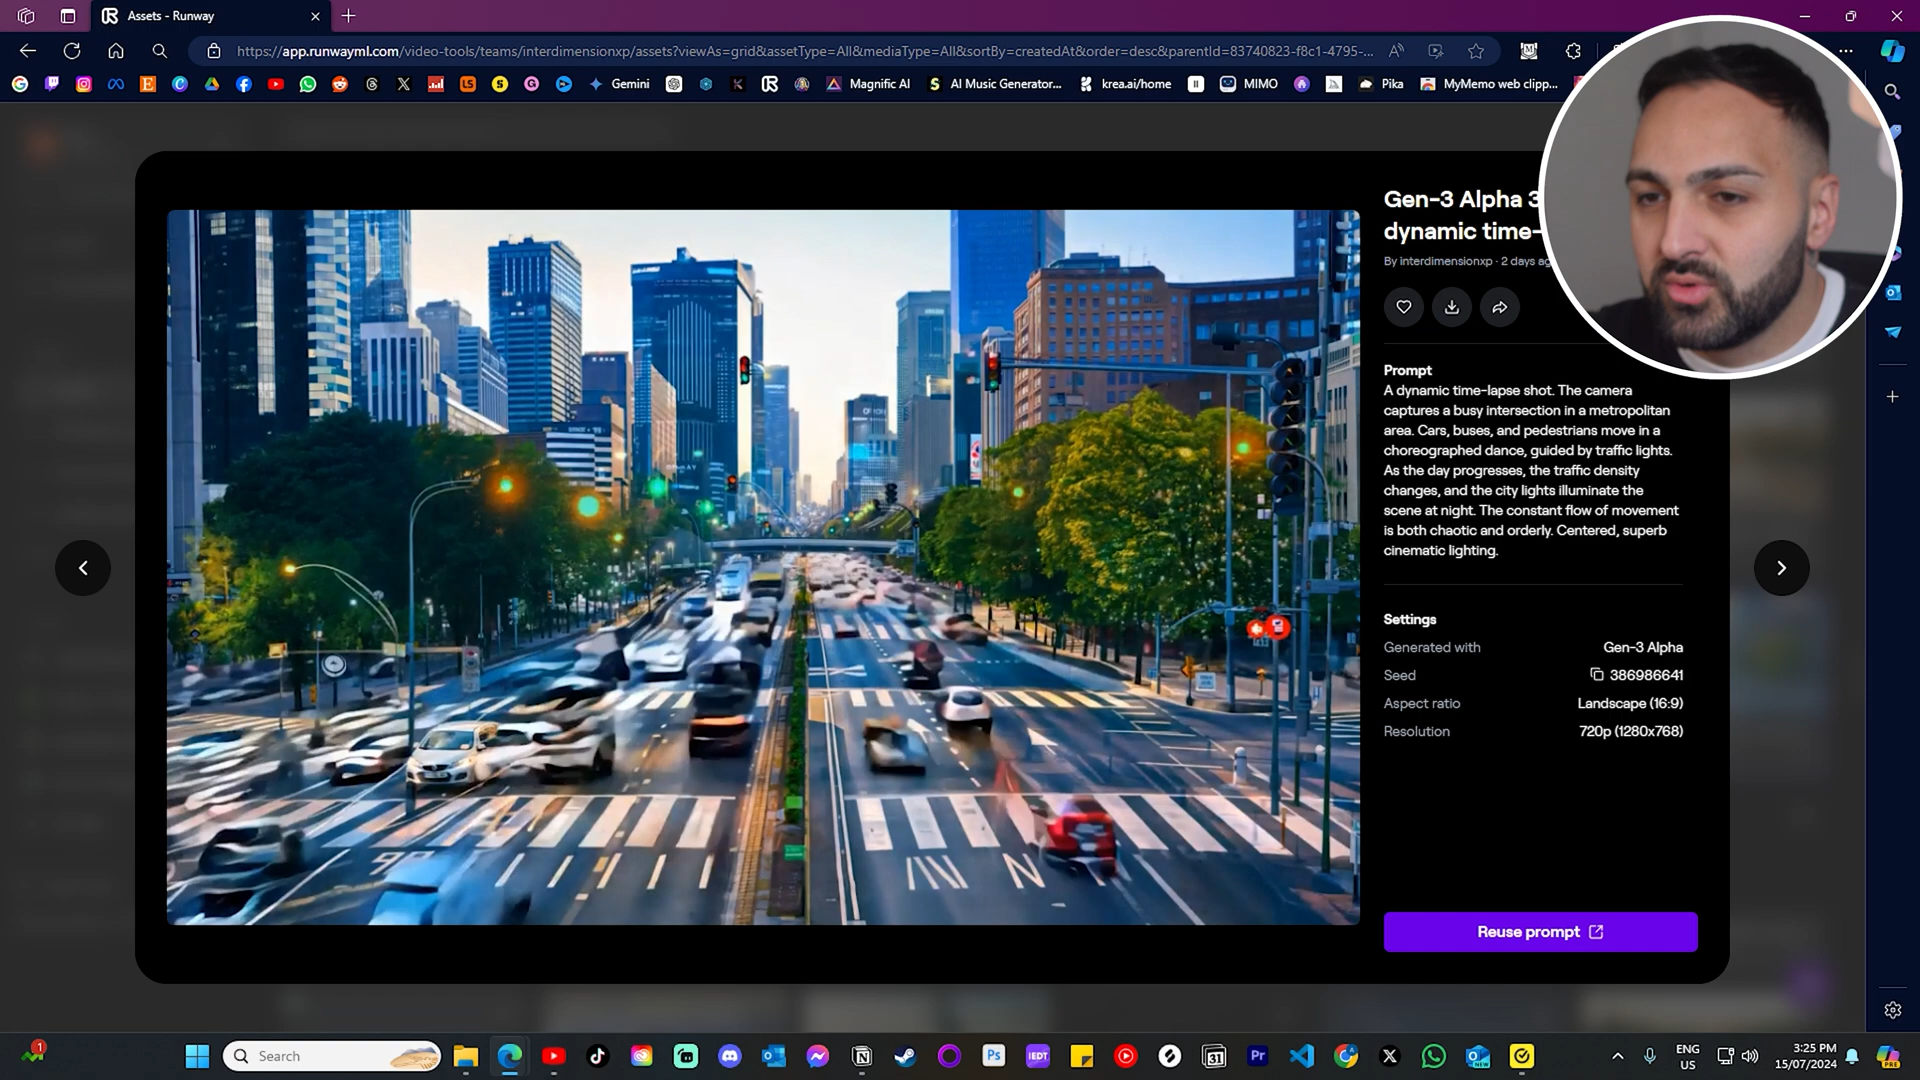 Assets - Runway
https://app.runwayml.com/video-tools/teams/interdimensionxp/assets?viewAs=grid&assetType=All&mediaType=All&sortBy=createdAt&order=desc&parentId=83740823-f8c1-4795-...
Gemini
Magnific AI
AI Music Generator...
krea.ai/home
MIMO
Pika
MyMemo web clipp...
Gen-3 Alpha
dynamic time-
By interdimensionxp · 2 days ag
Prompt
A dynamic time-lapse shot. The camera
captures a busy intersection in a metropolitan
area. Cars, buses, and pedestrians move in a
choreographed dance, guided by traffic lights.
As the day progresses, the traffic density
changes, and the city lights illuminate the
scene at night. The constant flow of movement
is both chaotic and orderly. Centered, superb
cinematic lighting.
Settings
Generated with Gen-3 Alpha
Seed 386986641
Aspect ratio Landscape (16:9)
Resolution 720p (1280x768)
Reuse prompt
1
Search
Ps
IEDT
31
Pr
ENG
US
3:25 PM
15/07/2024
PRE